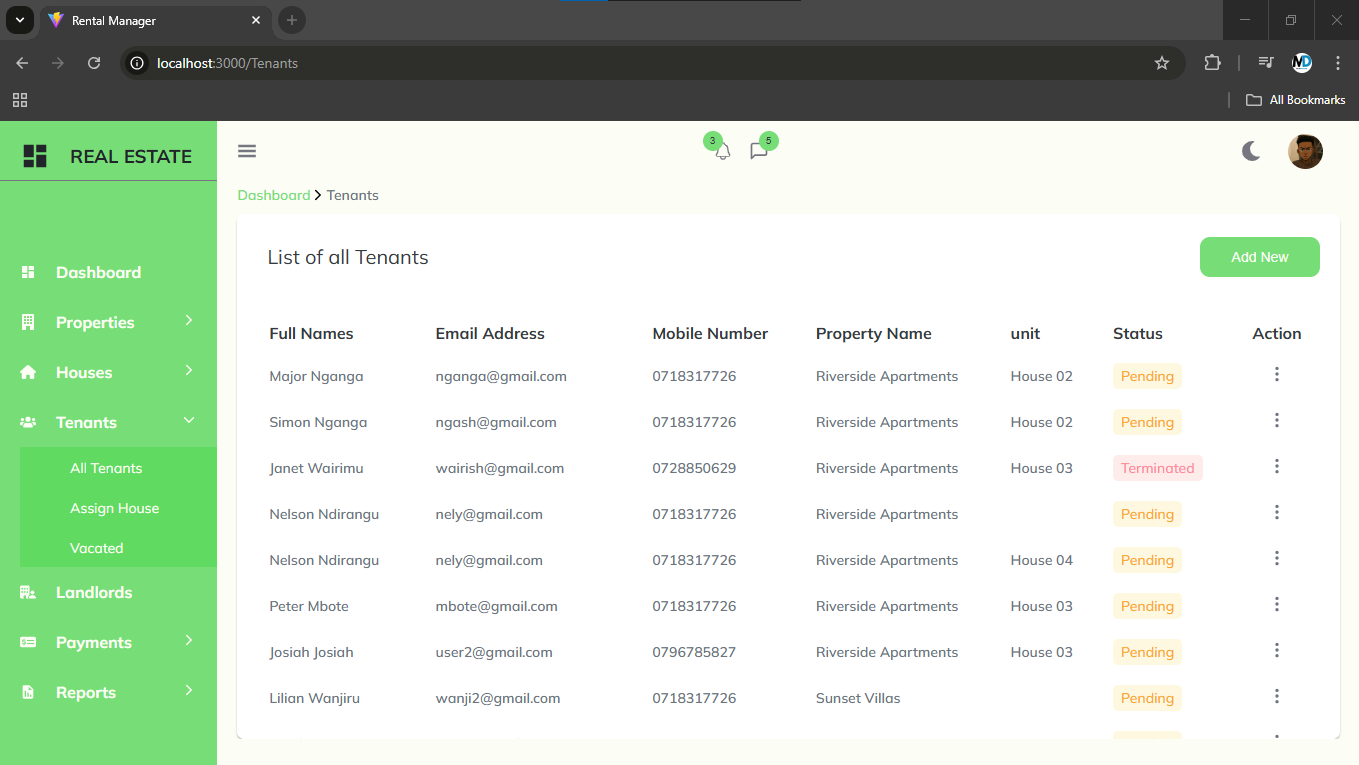 Rental Manager
localhost:3000/Tenants
MD
All Bookmarks
REAL ESTATE
3
5
Dashboard > Tenants
List of all Tenants
Add New
Dashboard
Properties
Houses
Tenants
All Tenants
Assign House
Vacated
Landlords
Payments
Reports
Full Names Email Address Mobile Number Property Name unit Status Action
Major Nganga nganga@gmail.com 0718317726 Riverside Apartments House 02 Pending
Simon Nganga ngash@gmail.com 0718317726 Riverside Apartments House 02 Pending
Janet Wairimu wairish@gmail.com 0728850629 Riverside Apartments House 03 Terminated
Nelson Ndirangu nely@gmail.com 0718317726 Riverside Apartments Pending
Nelson Ndirangu nely@gmail.com 0718317726 Riverside Apartments House 04 Pending
Peter Mbote mbote@gmail.com 0718317726 Riverside Apartments House 03 Pending
Josiah Josiah user2@gmail.com 0796785827 Riverside Apartments House 03 Pending
Lilian Wanjiru wanji2@gmail.com 0718317726 Sunset Villas Pending